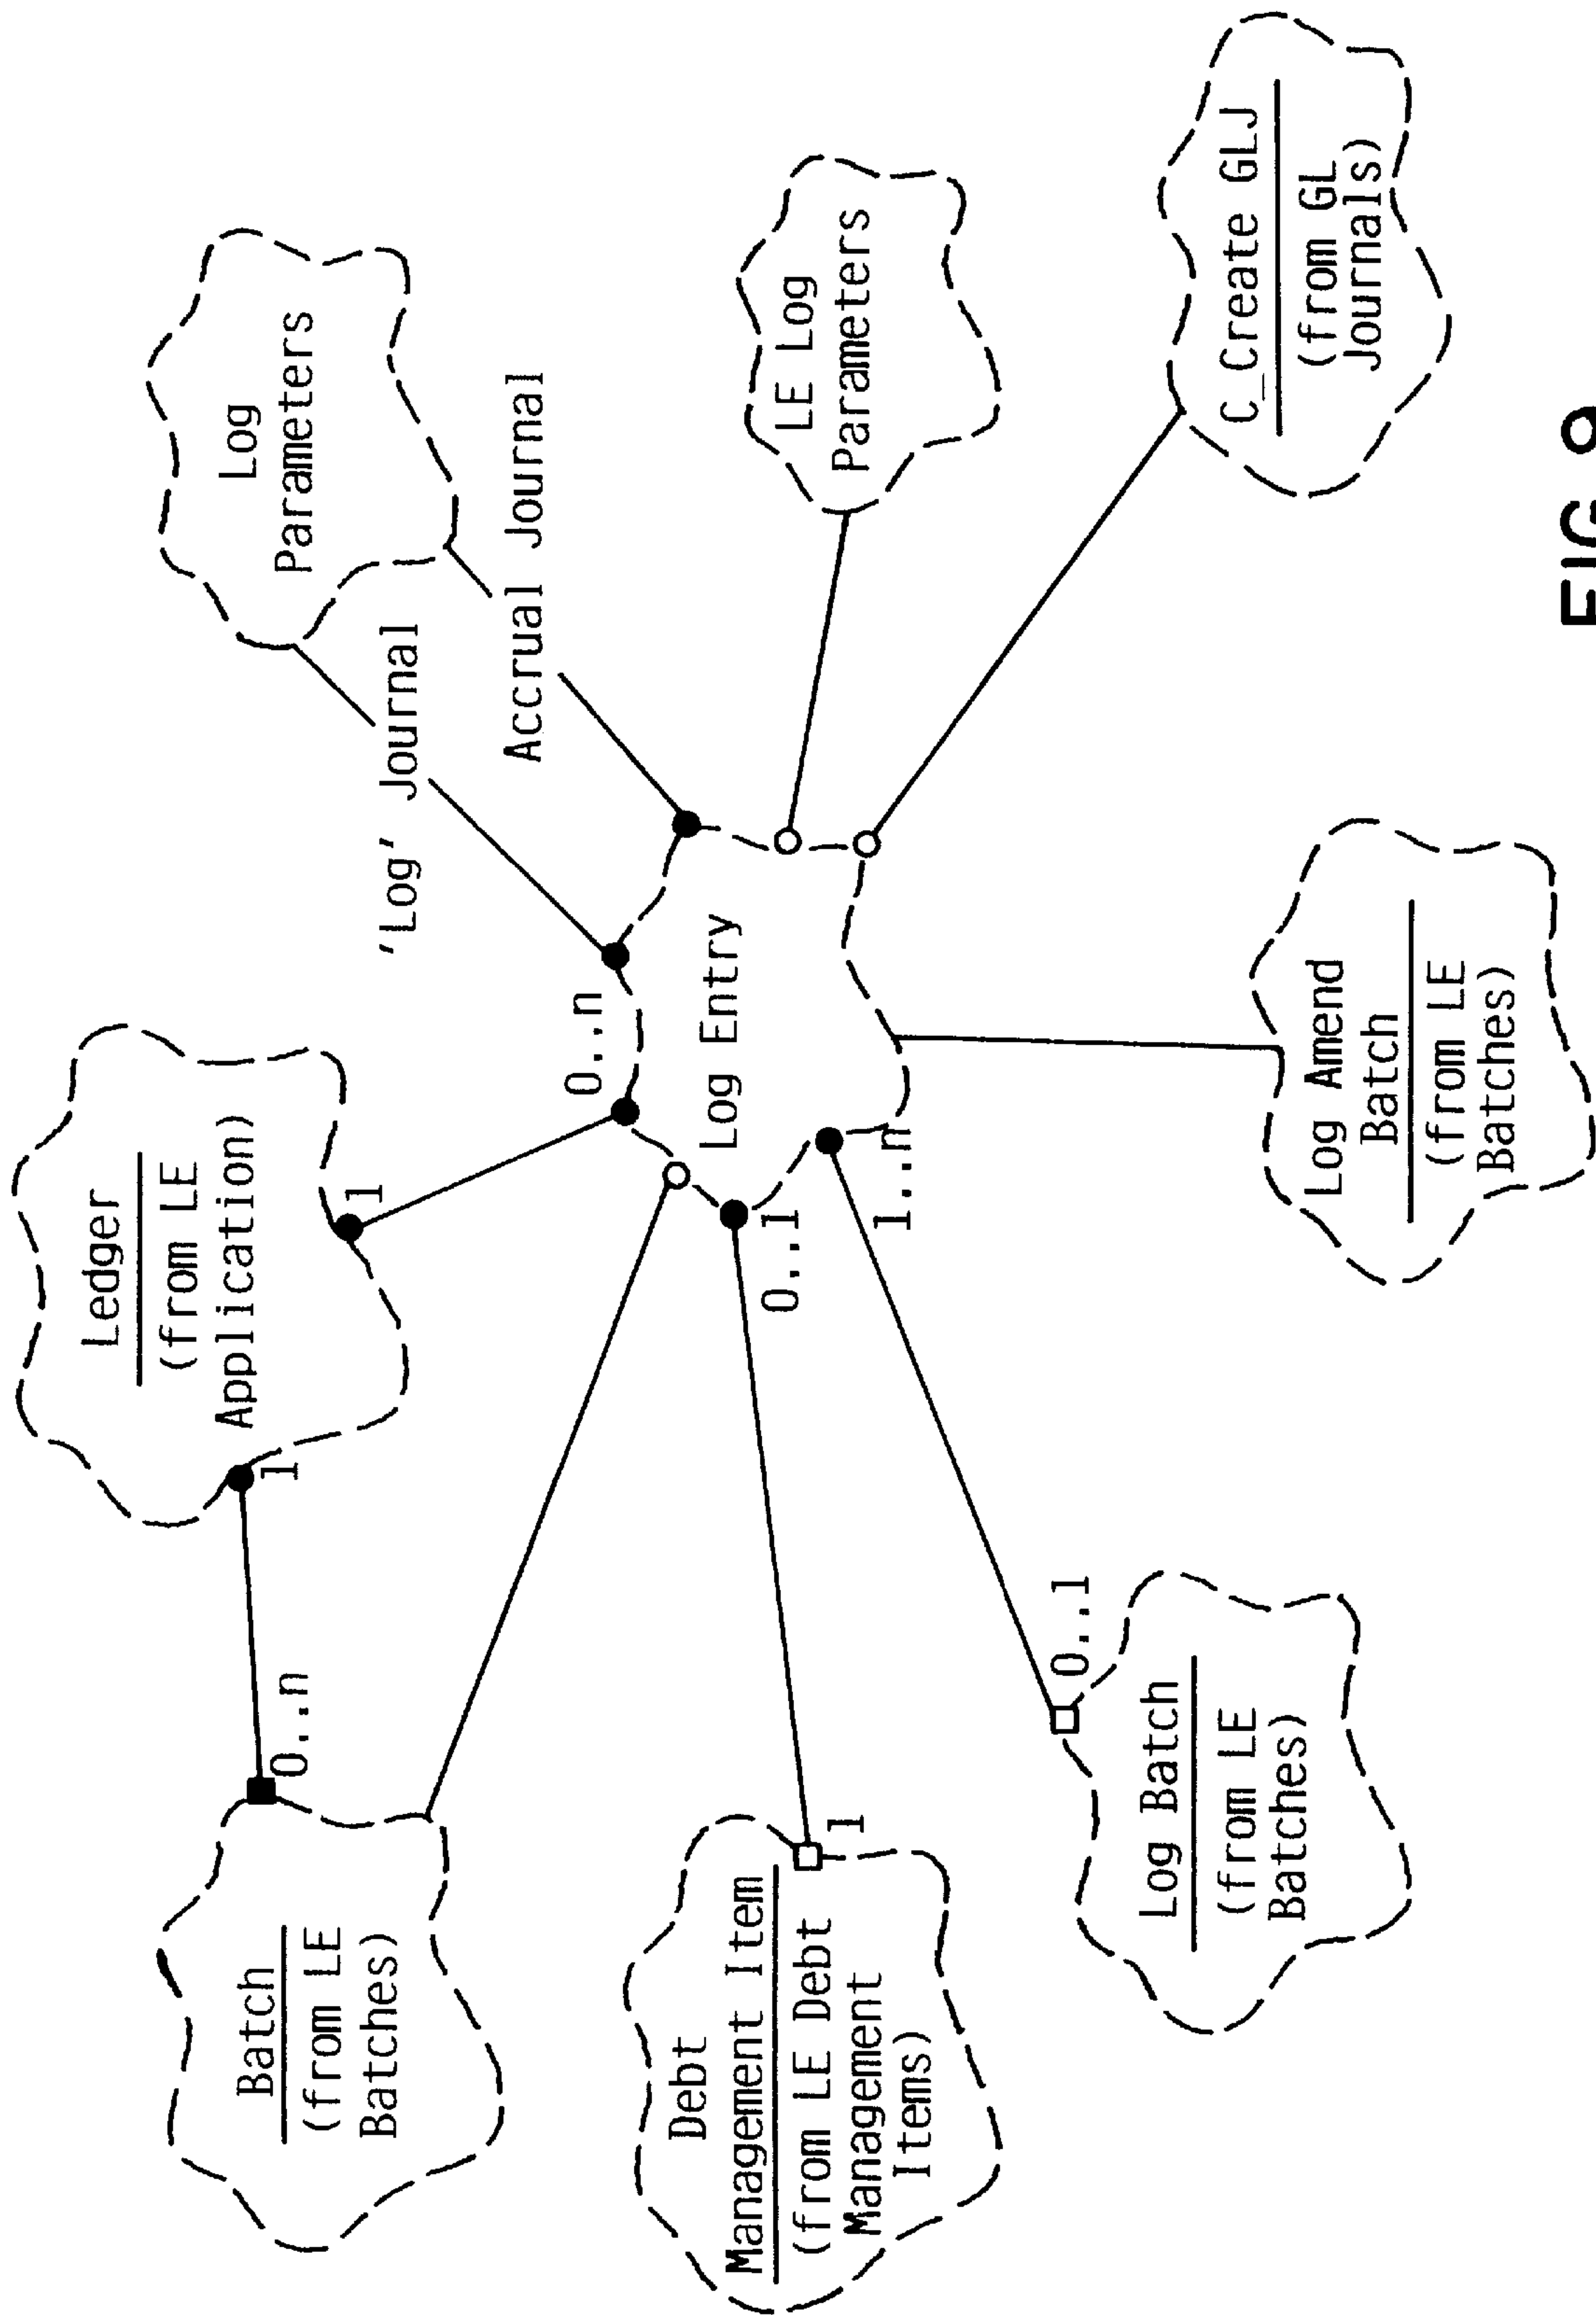 Log
Parameters
'Log' Journal
Accrual Journal
LE Log
Parameters
C_Create GLJ
(from GL
Journals)
Ledger
(from LE
Application)
1
1
0..n
0..n
Log Entry
Batch
(from LE
Batches)
Debt
Management Item
(from LE Debt
Management
Items)
1
0..1
1..n
0..1
Log Batch
(from LE
Batches)
Log Amend
Batch
(from LE
Batches)
FIG.